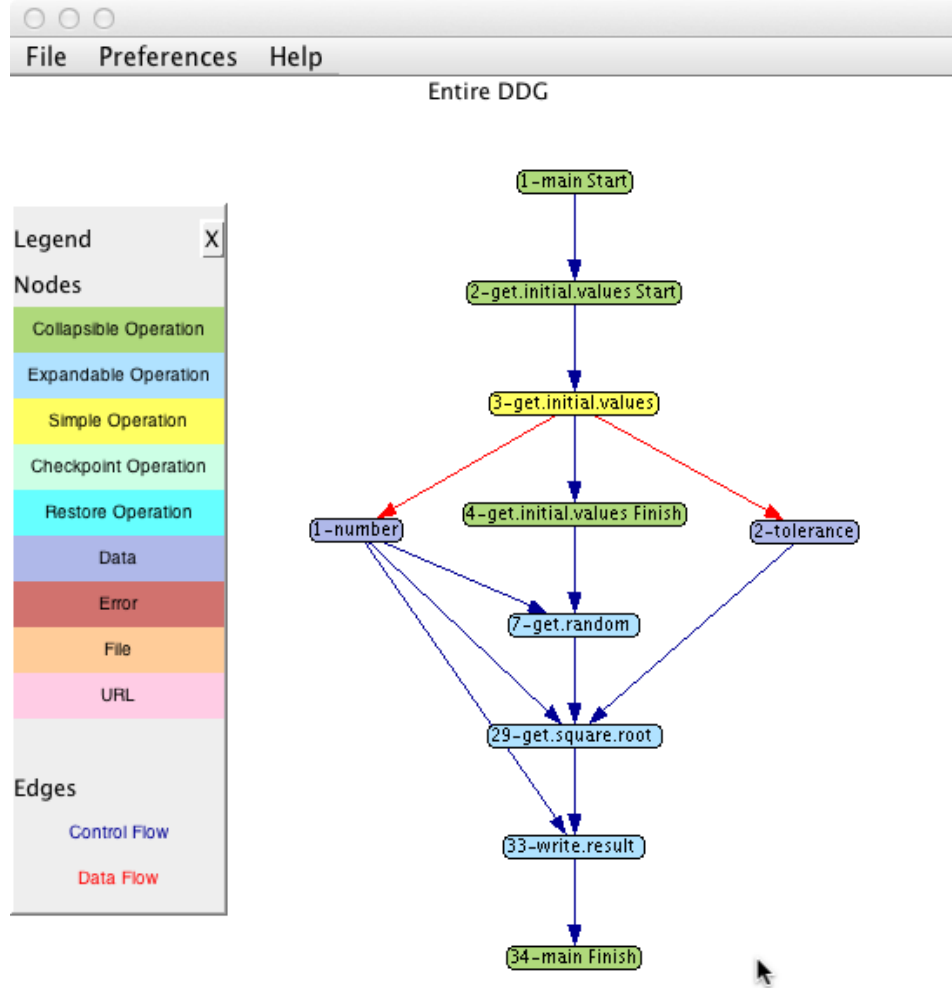 File Preferences Help
Entire DDG
Legend X
Nodes
Collapsible Operation
Expandable Operation
Simple Operation
Checkpoint Operation
Restore Operation
Data
Error
File
URL
Edges
Control Flow
Data Flow
1-main Start
2-get.initial.values Start
3-get.initial.values
4-get.initial.values Finish
1-number
2-tolerance
7-get.random
29-get.square.root
33-write.result
34-main Finish